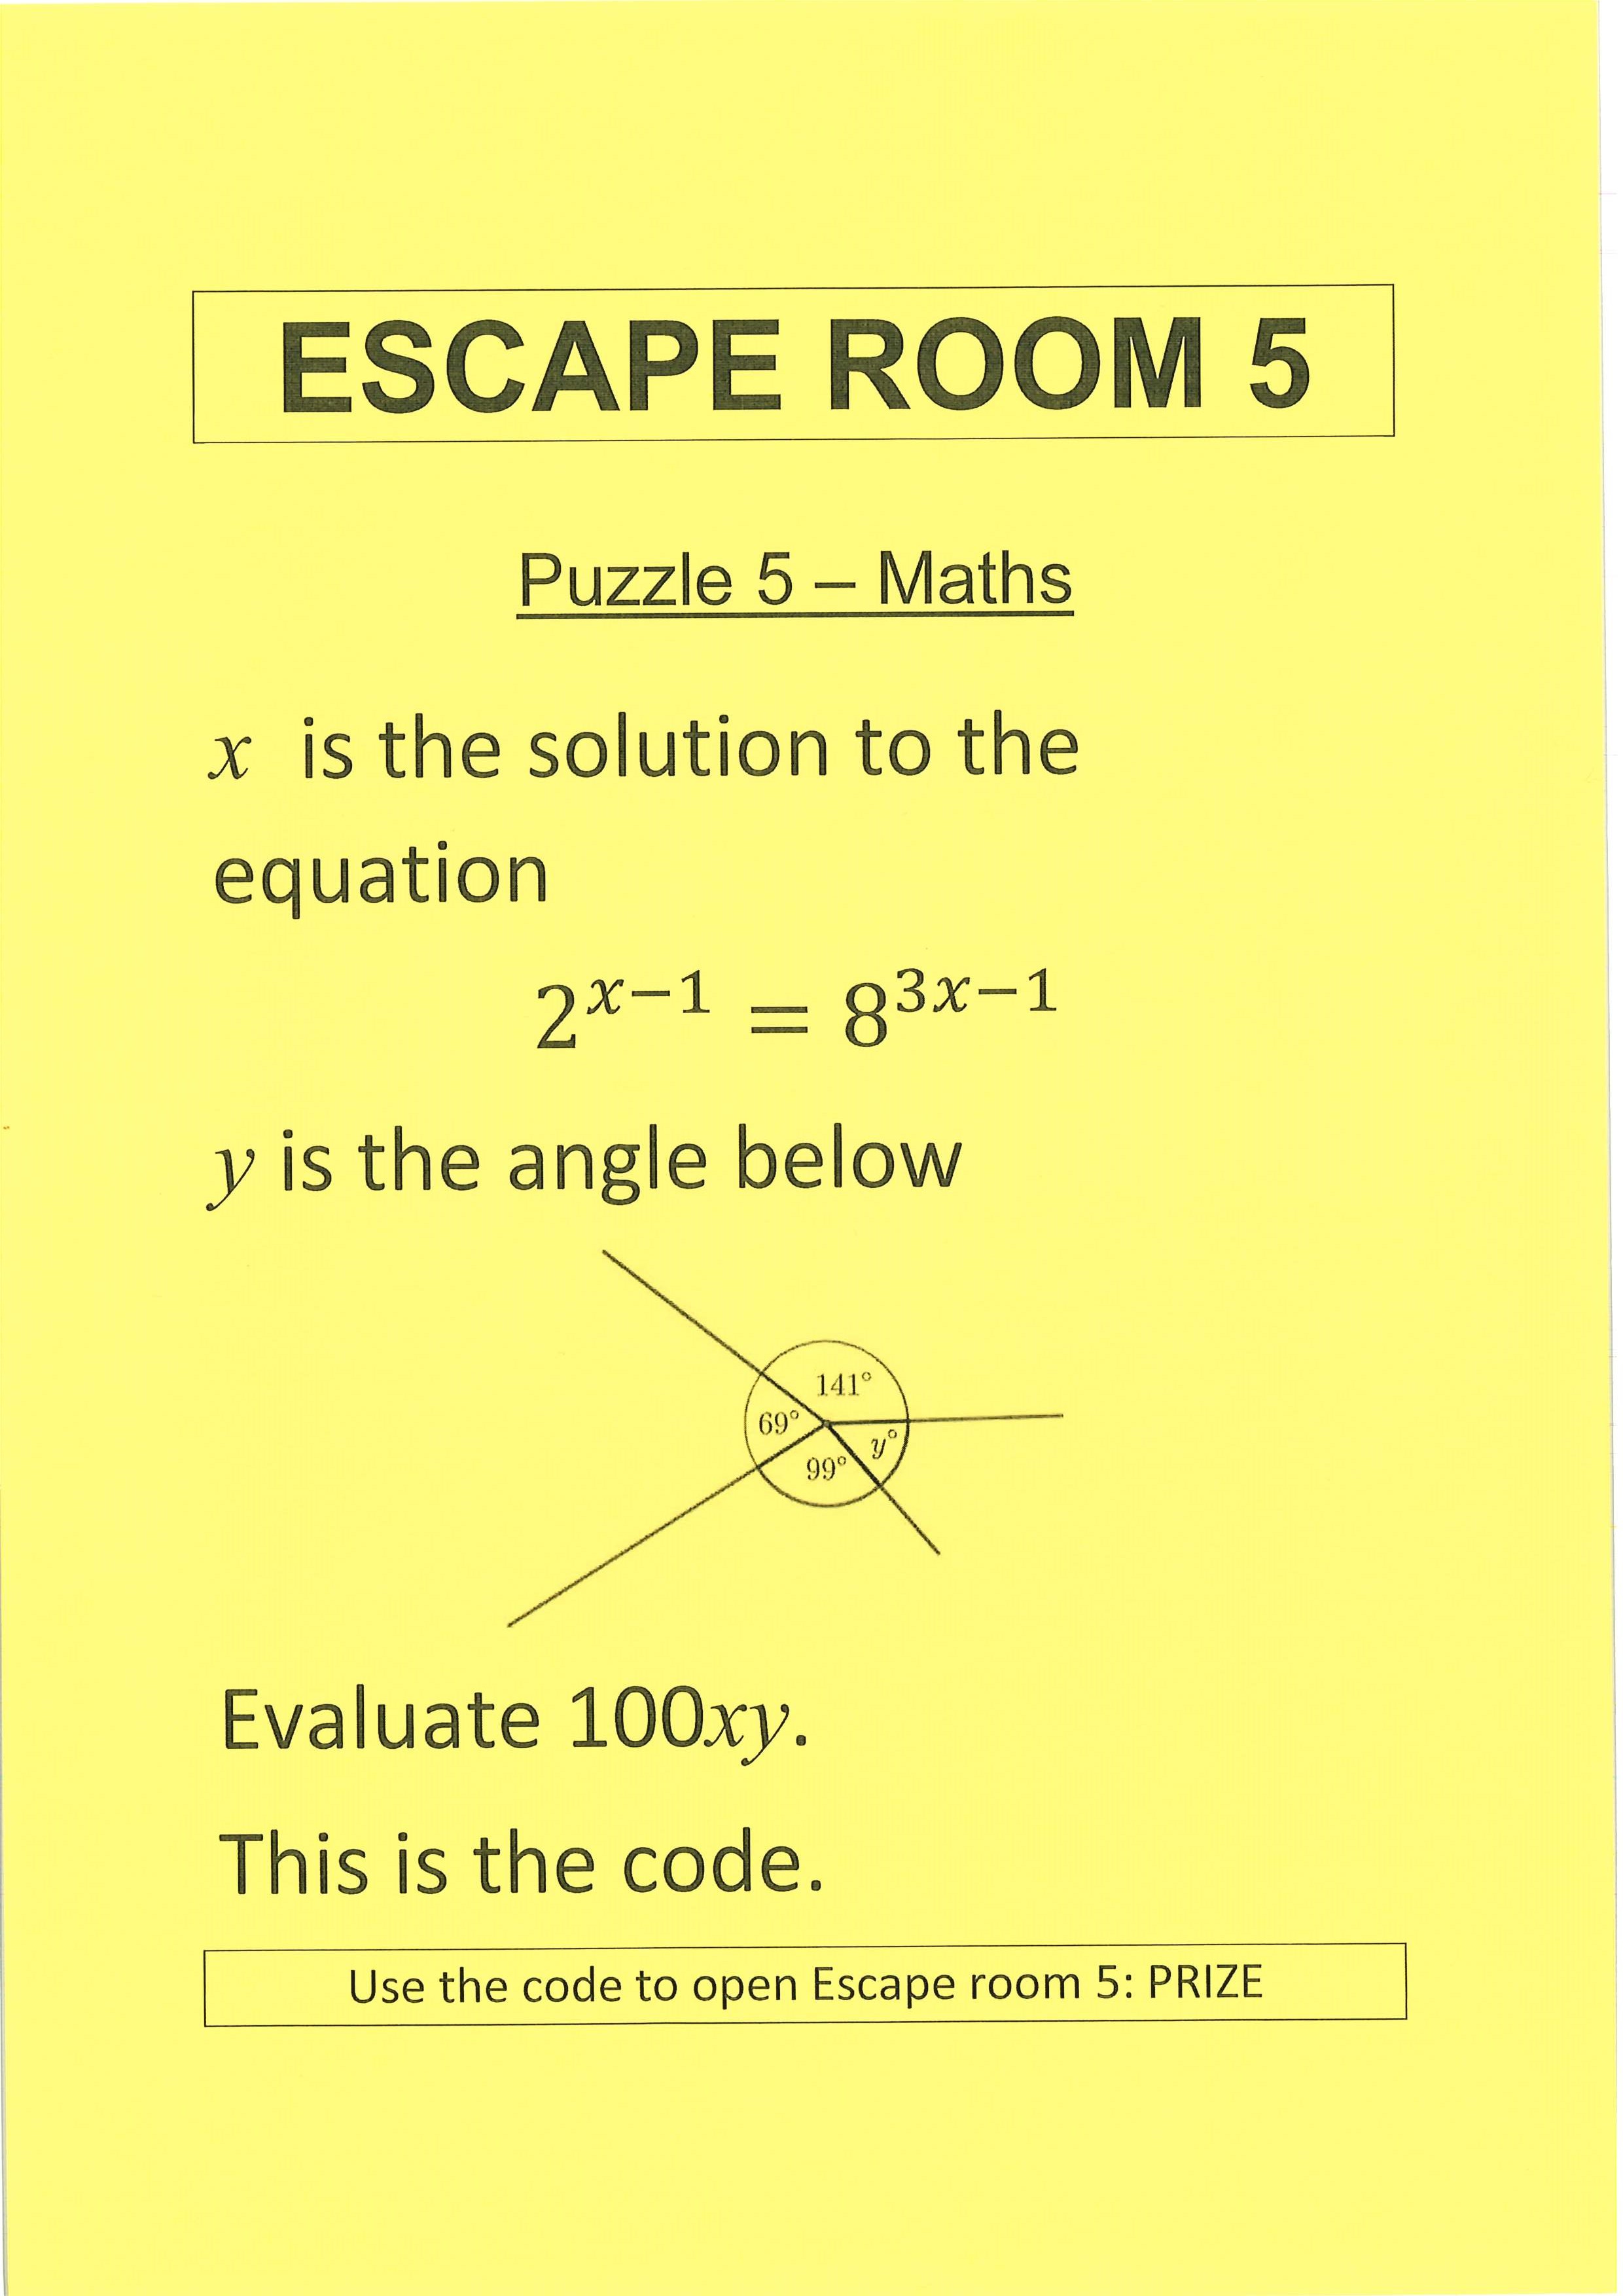 ESCAPE ROOM 5
Puzzle 5 – Maths
x is the solution to the
equation
2^{x−1} = 8^{3x−1}
y is the angle below
141°
69°
y°
99°
Evaluate 100xy.
This is the code.
Use the code to open Escape room 5: PRIZE